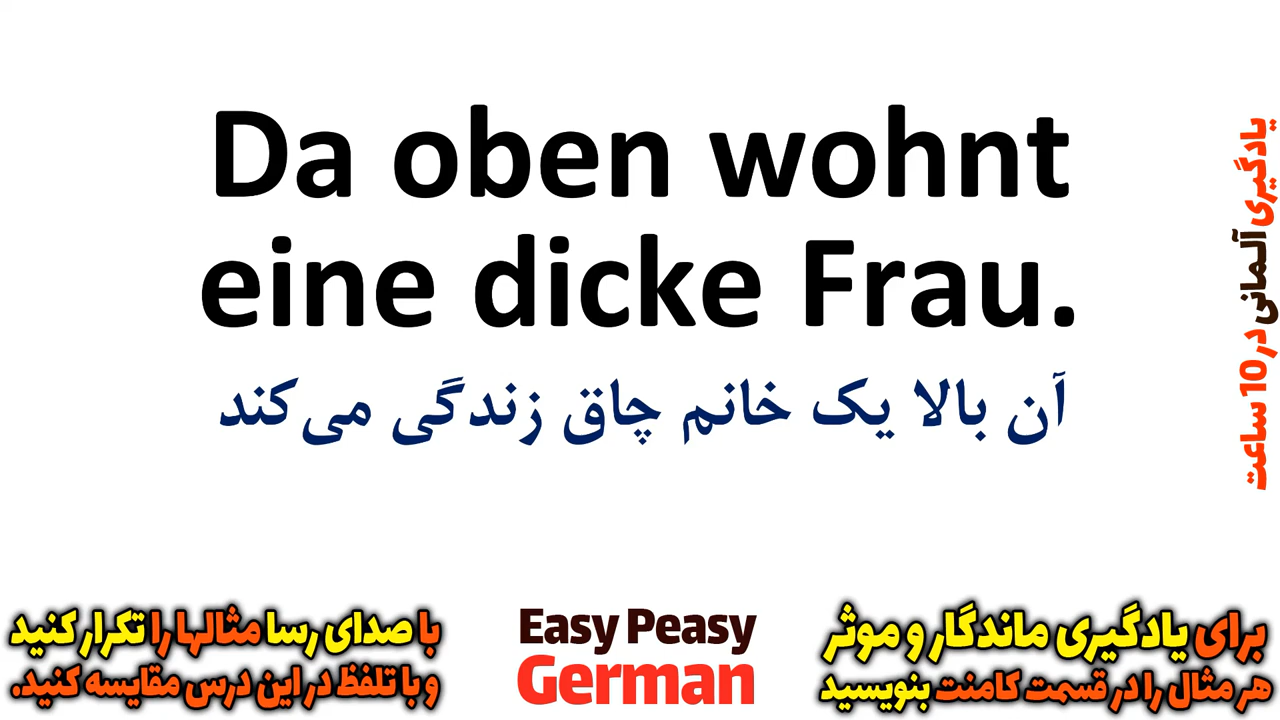 Da oben wohnt
eine dicke Frau.
آن بالا یک خانم چاق زندگی می‌کند
یادگیری آلمانی در 10 ساعت
با صدای رسا مثالها را تکرار کنید
و با تلفظ در این درس مقایسه کنید.
Easy Peasy
German
برای یادگیری ماندگار و موثر
هر مثال را در قسمت کامنت بنویسید